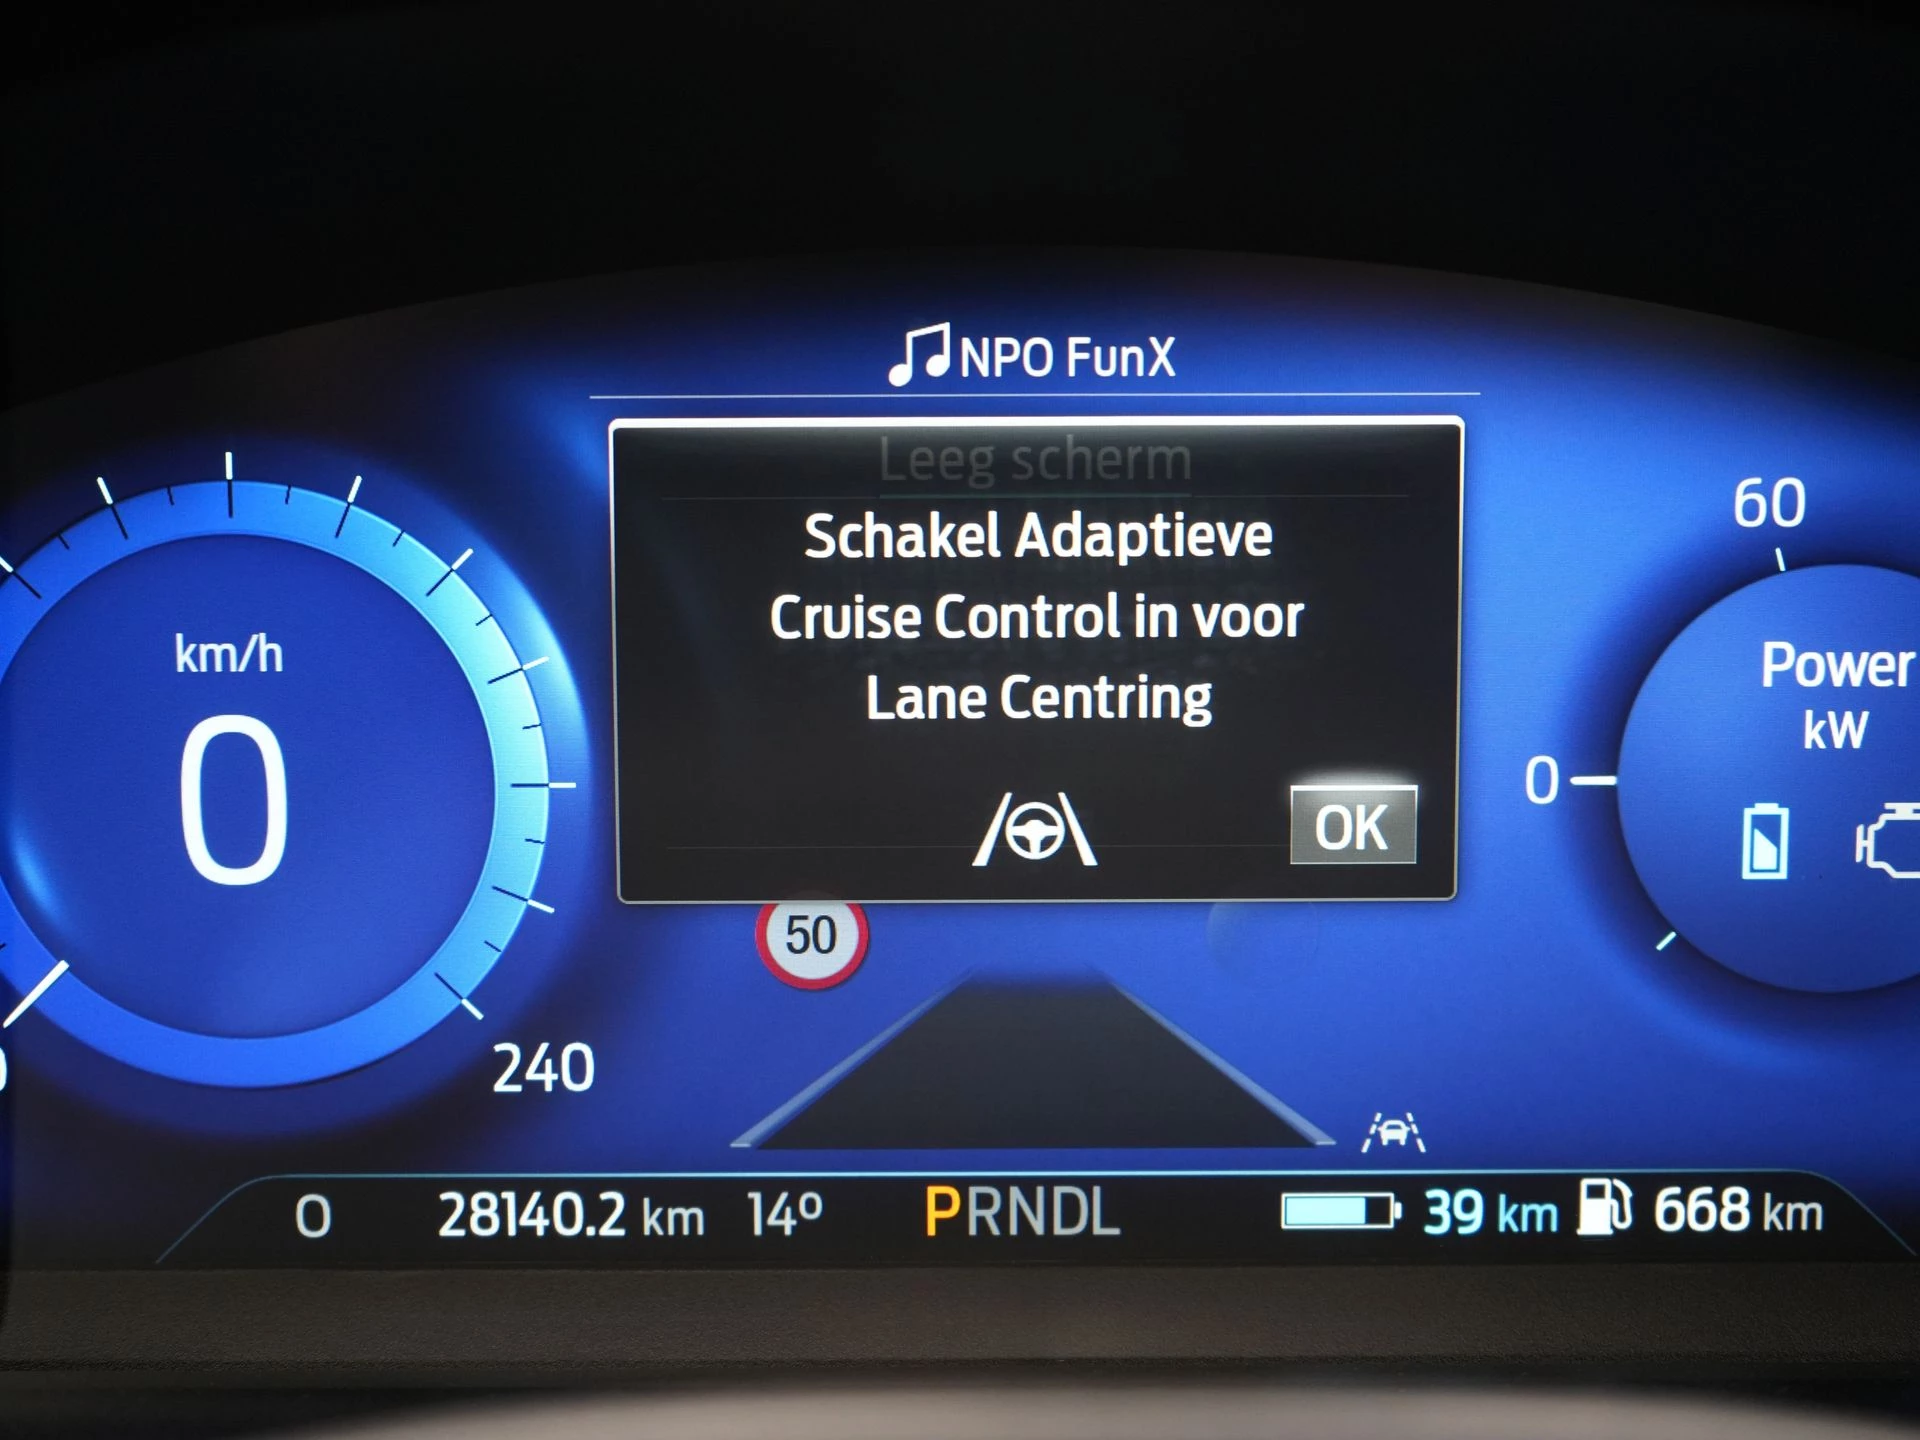 NPO FunX
Leeg scherm
Schakel Adaptieve
Cruise Control in voor
Lane Centring
OK
km/h
0
240
50
60
Power
kW
0
0
28140.2 km
14º
PRNDL
39 km
668 km